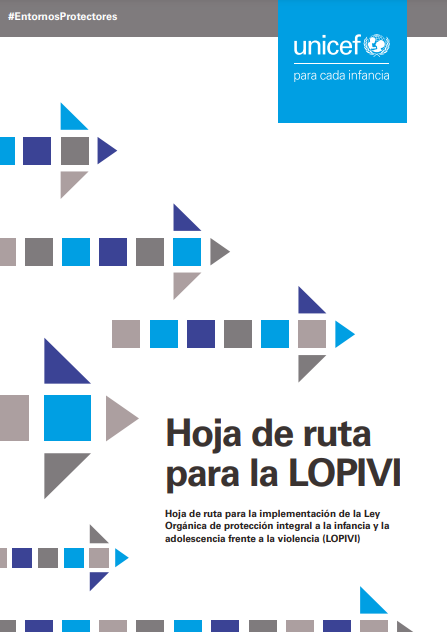 #EntornosProtectores
unicef
para cada infancia
Hoja de ruta
para la LOPIVI
Hoja de ruta para la implementación de la Ley
Orgánica de protección integral a la infancia y la
adolescencia frente a la violencia (LOPIVI)